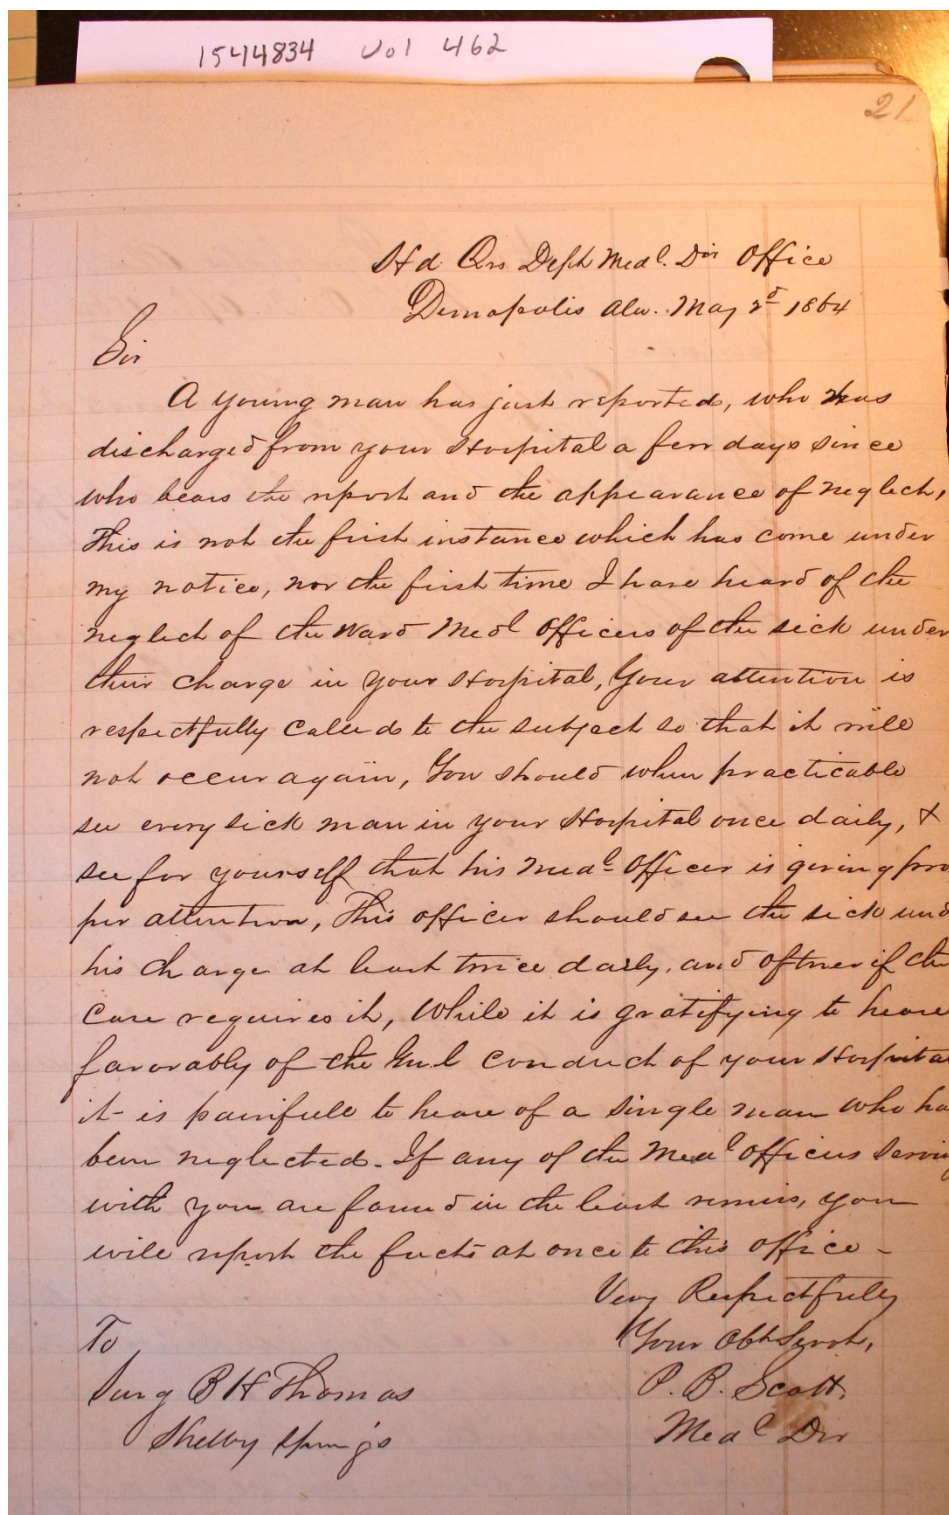 1544834 Vol 462
21
Hd Qrs Dept Medl. Dirs Office
Demopolis Ala. May 2d 1864
Sir
A young man has just reported, who was
discharged from your Hospital a few days since
who bears the report and the appearance of neglect,
This is not the first instance which has come under
my notice, nor the first time I have heard of the
neglect of the Ward Medl Officers of the sick under
their charge in your Hospital, Your attention is
respectfully called to the subject so that it will
not occur again, You should when practicable
see every sick man in your Hospital once daily, &
see for yourself that his Medl Officer is giving pro
per attention, This officer should see the sick und
his charge at least twice daily, and oftner if the
case requires it, While it is gratifying to heare
favorably of the Genl conduct of your Hospita
it is painfull to heare of a single man who ha
been neglected. If any of the Medl Officers servin
with you are found in the least remiss, you
will report the facts at once to this office -
Very Respectfully
Your Obt Servt,
P. B. Scott,
Medl Dir
To
Surg B H Thomas
Shelby Springs